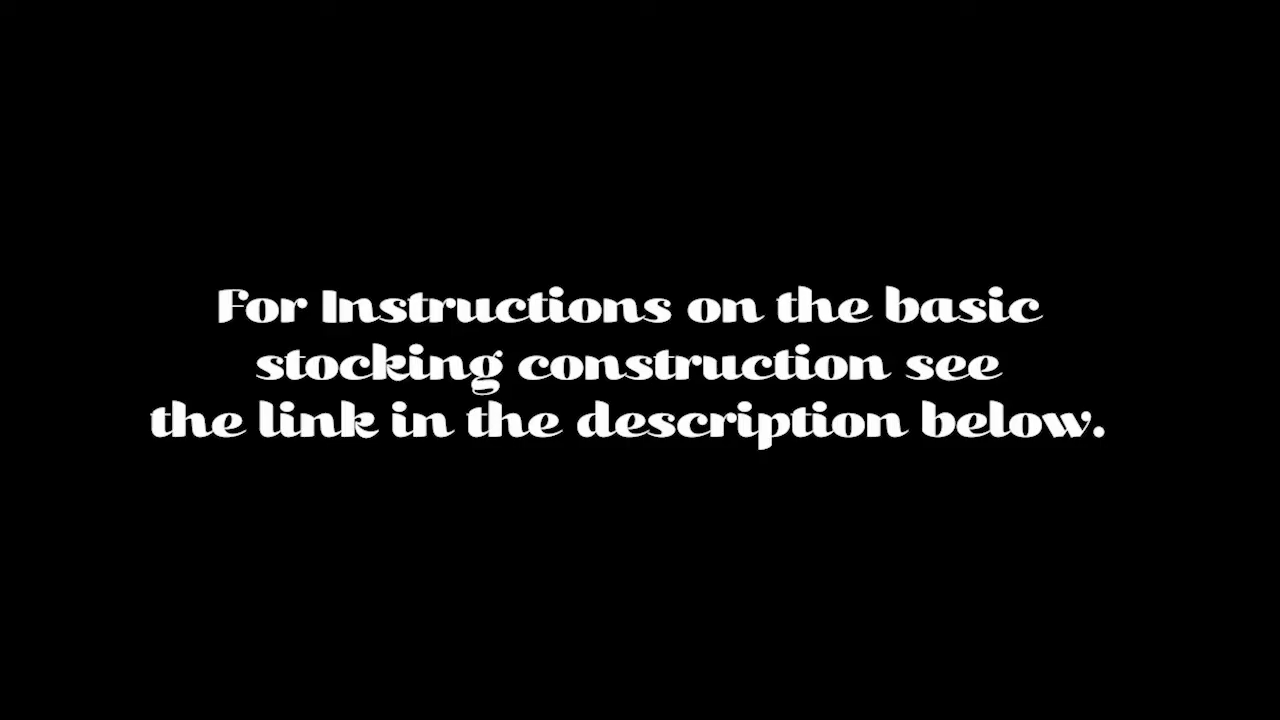 For Instructions on the basic
stocking construction see
the link in the description below.